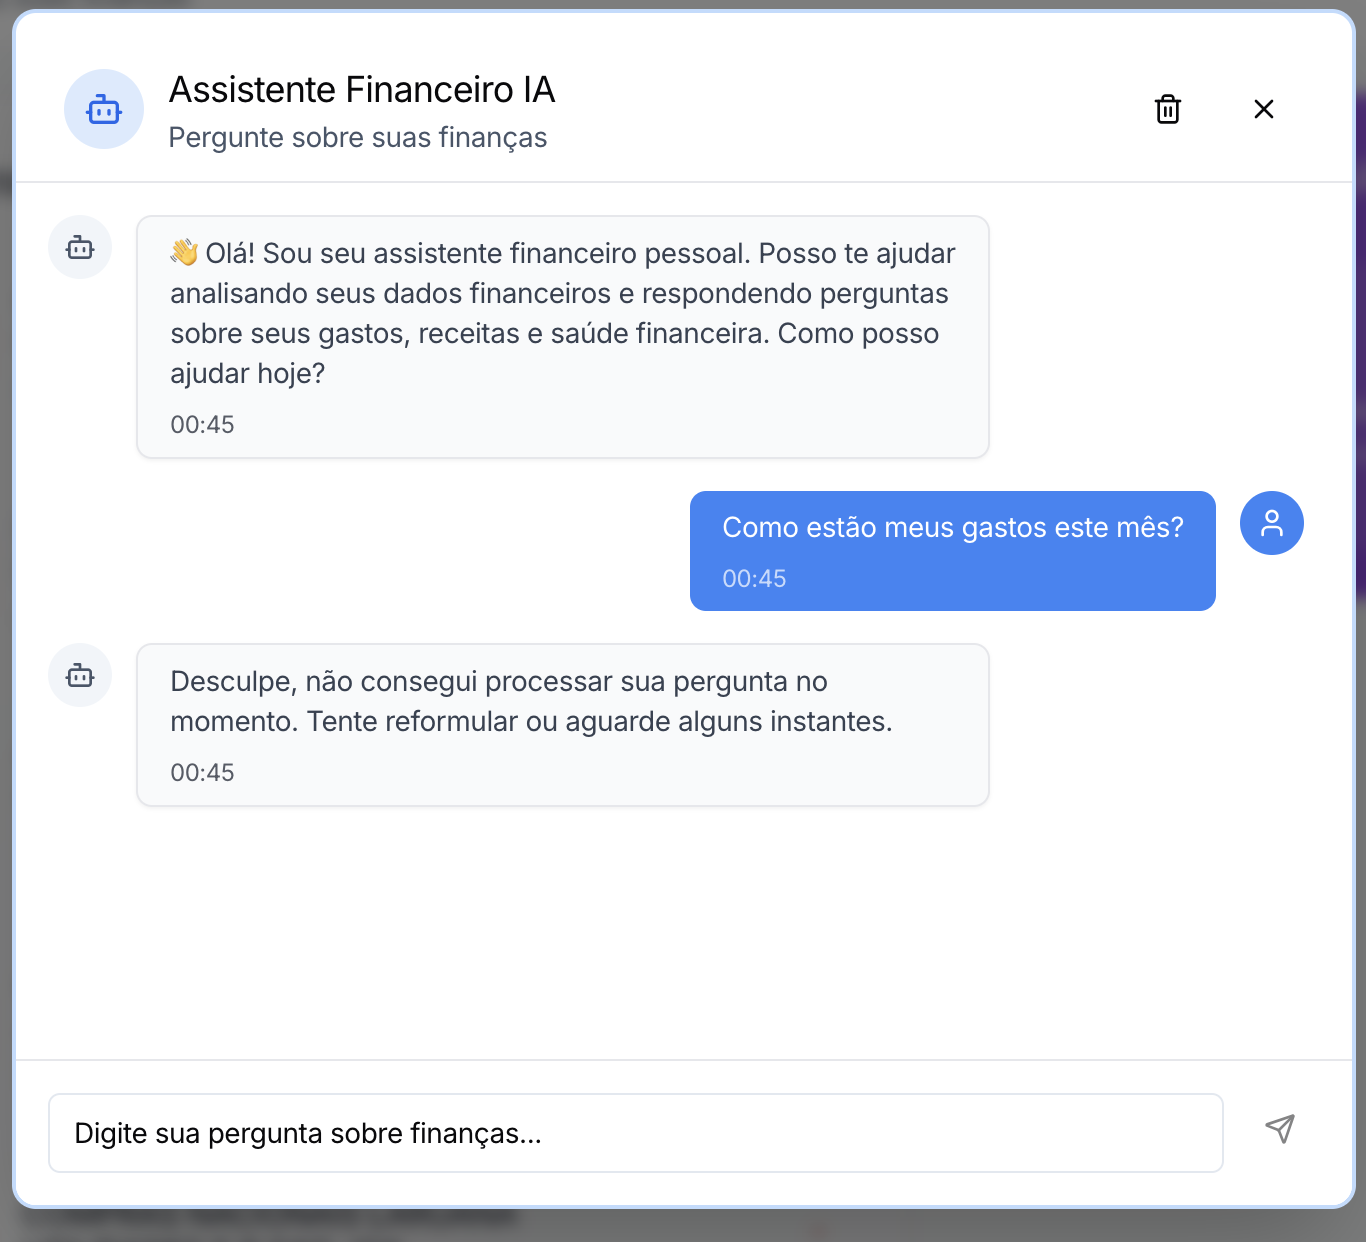 Assistente Financeiro IA
Pergunte sobre suas finanças
👋 Olá! Sou seu assistente financeiro pessoal. Posso te ajudar
analisando seus dados financeiros e respondendo perguntas
sobre seus gastos, receitas e saúde financeira. Como posso
ajudar hoje?
00:45
Como estão meus gastos este mês?
00:45
Desculpe, não consegui processar sua pergunta no
momento. Tente reformular ou aguarde alguns instantes.
00:45
Digite sua pergunta sobre finanças...